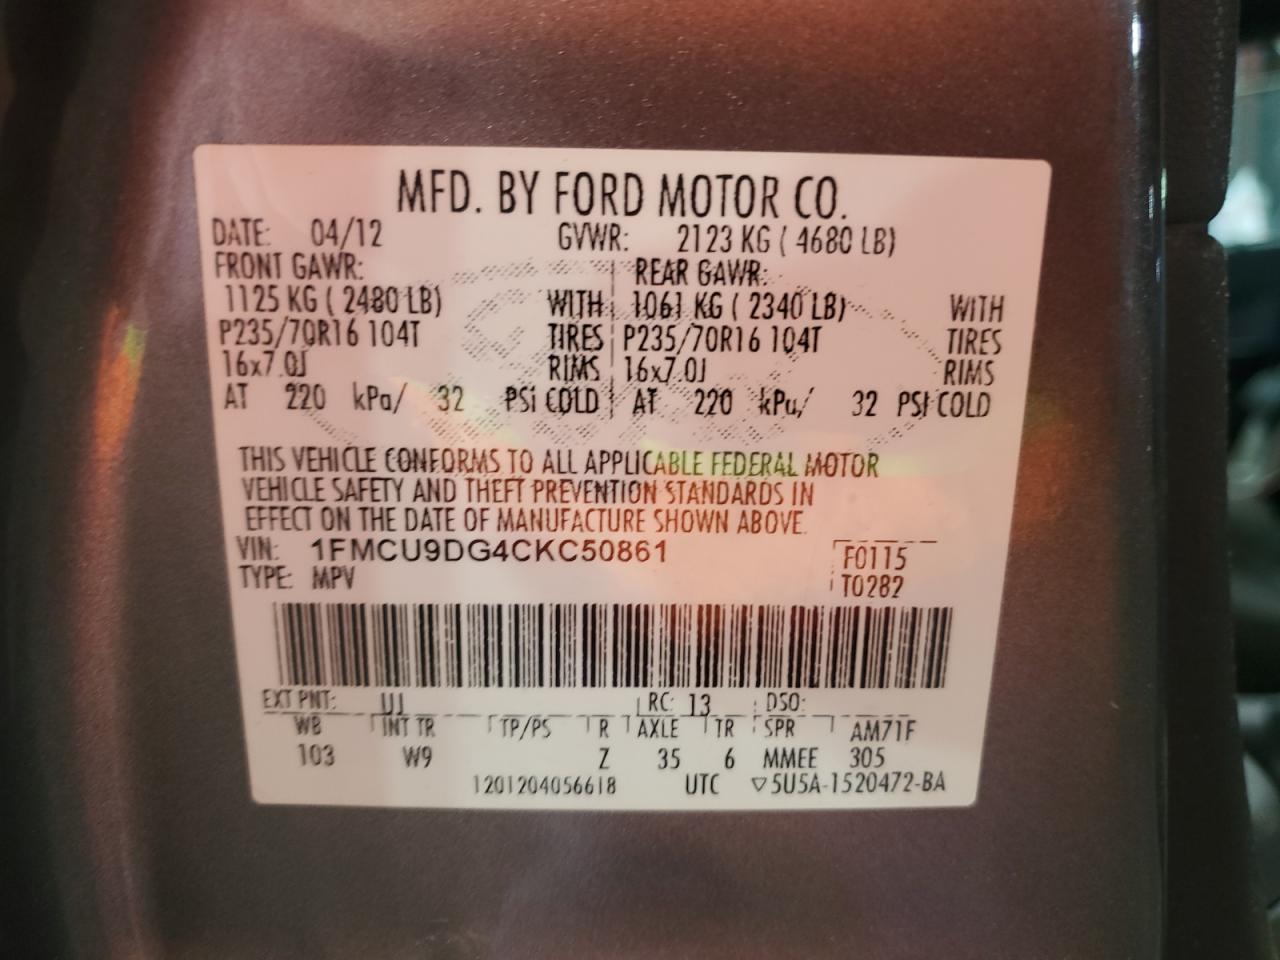 MFD. BY FORD MOTOR CO.
DATE: 04/12 GVWR: 2123 KG ( 4680 LB)
FRONT GAWR: REAR GAWR:
1125 KG ( 2480 LB) WITH 1061 KG ( 2340 LB) WITH
P235/70R16 104T TIRES P235/70R16 104T TIRES
16x7.0J RIMS 16x7.0J RIMS
AT 220 kPa/ 32 PSI COLD AT 220 kPa/ 32 PSI COLD
THIS VEHICLE CONFORMS TO ALL APPLICABLE FEDERAL MOTOR
VEHICLE SAFETY AND THEFT PREVENTION STANDARDS IN
EFFECT ON THE DATE OF MANUFACTURE SHOWN ABOVE.
VIN: 1FMCU9DG4CKC50861 F0115
TYPE: MPV T0282
EXT PNT: UJ RC: 13 DSO:
WB INT TR TP/PS R AXLE TR SPR AM71F
103 W9 Z 35 6 MMEE 305
1201204056618 UTC ▽5U5A-1520472-BA